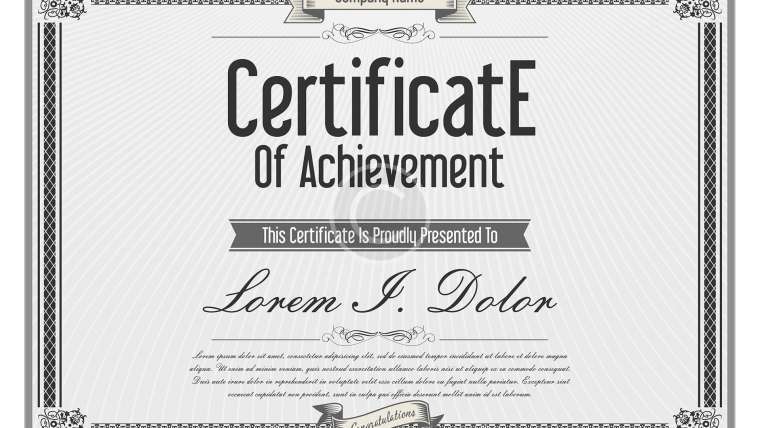 Company Name
CertificatE
Of Achievement
This Certificate Is Proudly Presented To
Lorem I. Dolor
Lorem ipsum dolor sit amet, consectetur adipisicing elit, sed do eiusmod tempor incididunt ut labore et dolore magna
aliqua. Ut enim ad minim veniam, quis nostrud exercitation ullamco laboris nisi ut aliquip ex ea commodo consequat.
Duis aute irure dolor in reprehenderit in voluptate velit esse cillum dolore eu fugiat nulla pariatur. Excepteur sint
occaecat cupidatat non proident, sunt in culpa qui officia deserunt mollit anim id est laborum.
Congratulations